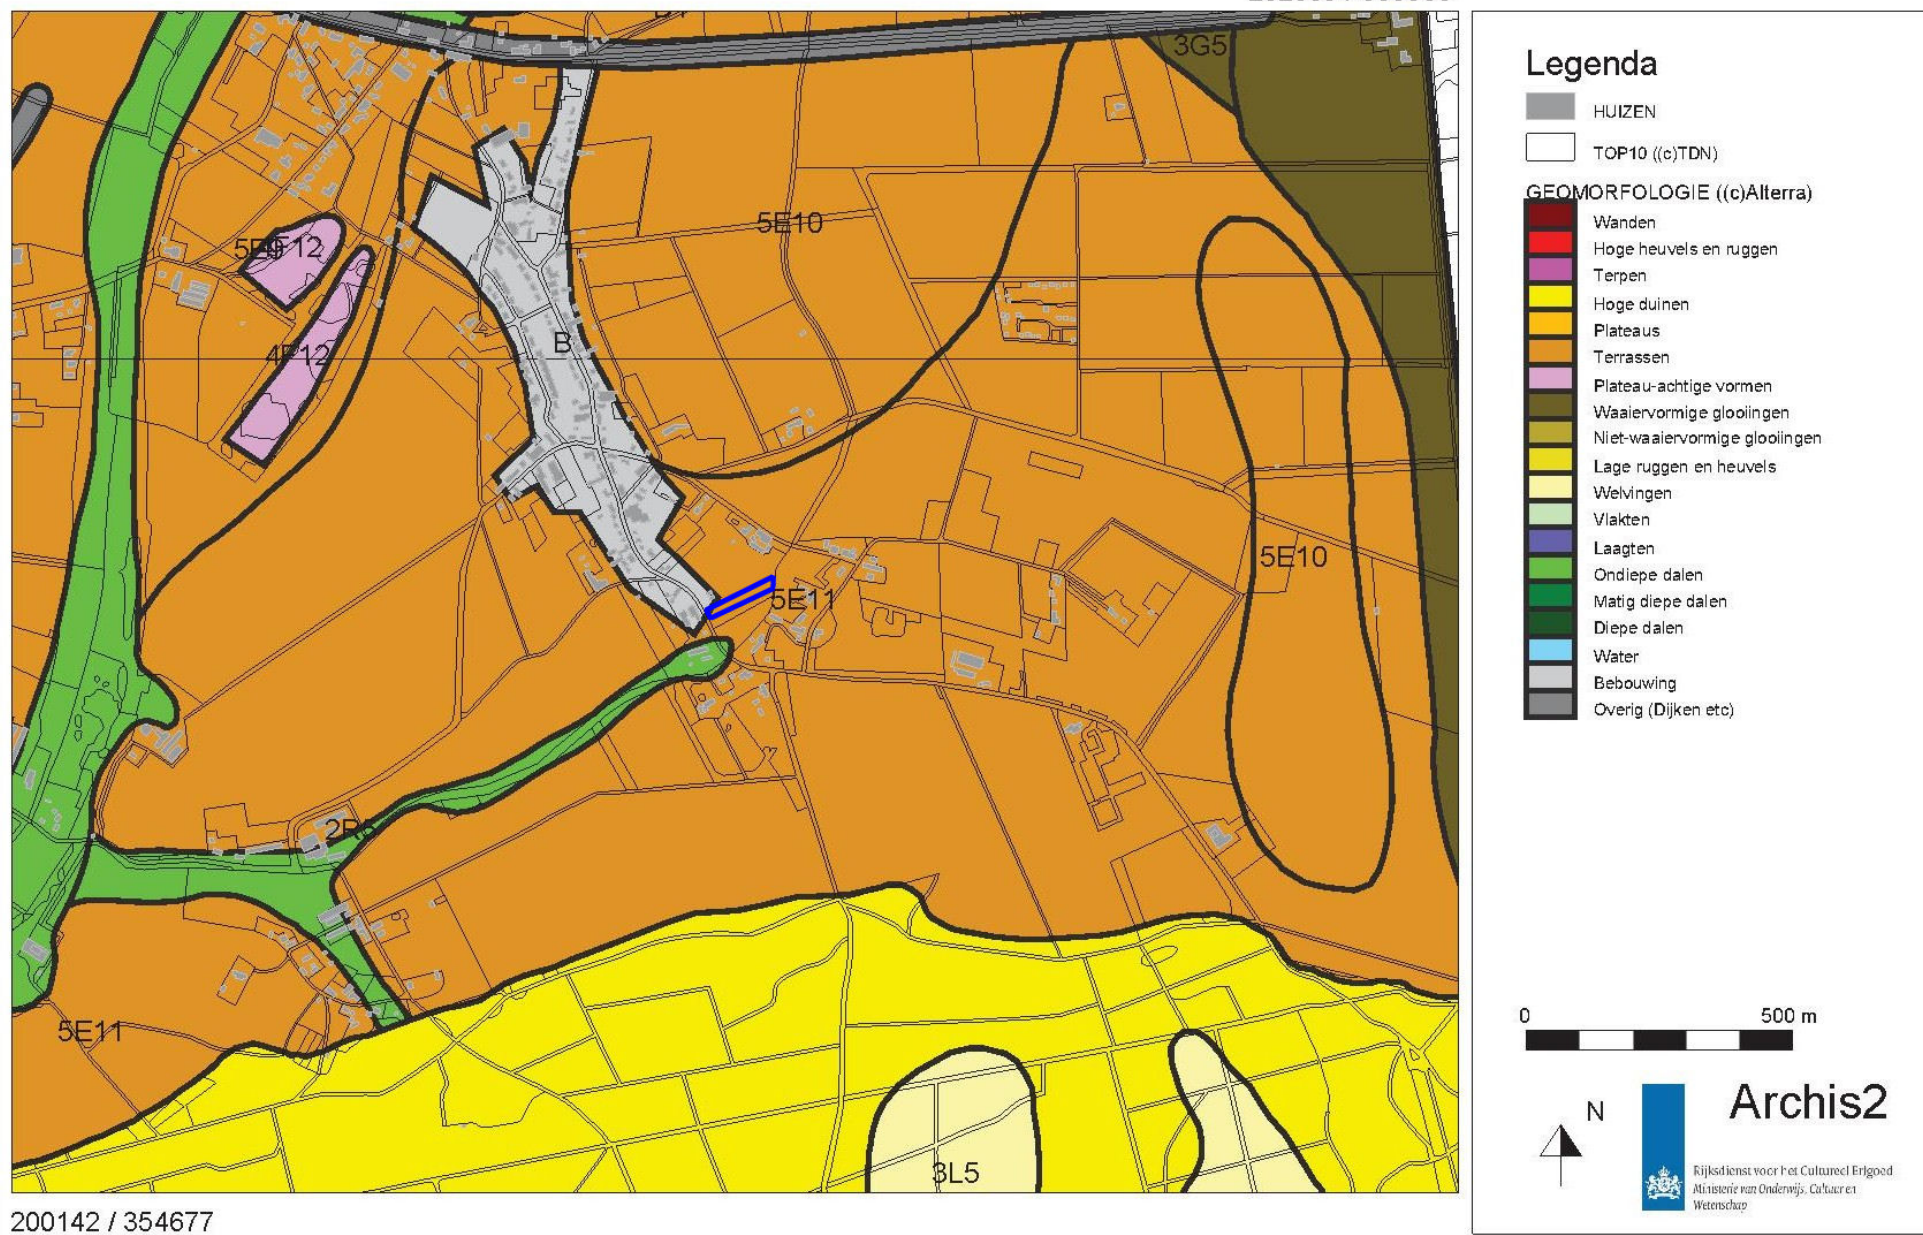 3G5
5E10
5E9
4F12
B
5E10
5E11
2R5
5E11
3L5
200142 / 354677
Legenda
HUIZEN
TOP10 ((c)TDN)
GEOMORFOLOGIE ((c)Alterra)
Wanden
Hoge heuvels en ruggen
Terpen
Hoge duinen
Plateaus
Terrassen
Plateau-achtige vormen
Waaiervormige glooiingen
Niet-waaiervormige glooiingen
Lage ruggen en heuvels
Welvingen
Vlakten
Laagten
Ondiepe dalen
Matig diepe dalen
Diepe dalen
Water
Bebouwing
Overig (Dijken etc)
0 500 m
N
Archis2
Rijksdienst voor het Cultureel Erfgoed
Ministerie van Onderwijs, Cultuur en
Wetenschap